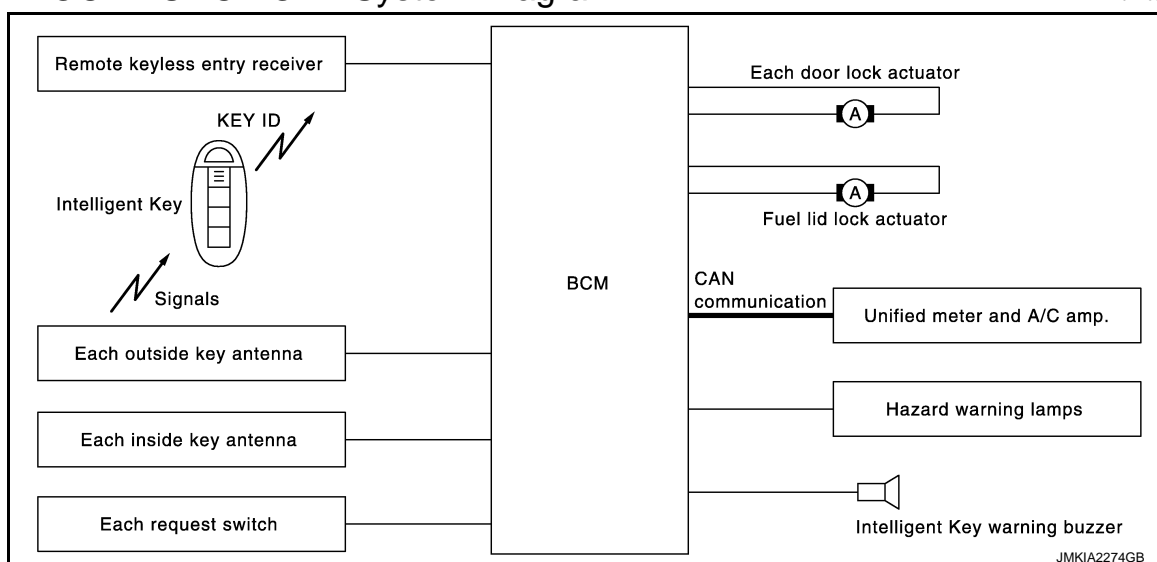 Remote keyless entry receiver
KEY ID
Intelligent Key
Signals
Each outside key antenna
Each inside key antenna
Each request switch
BCM
Each door lock actuator
A
A
Fuel lid lock actuator
CAN
communication
Unified meter and A/C amp.
Hazard warning lamps
Intelligent Key warning buzzer
JMKIA2274GB